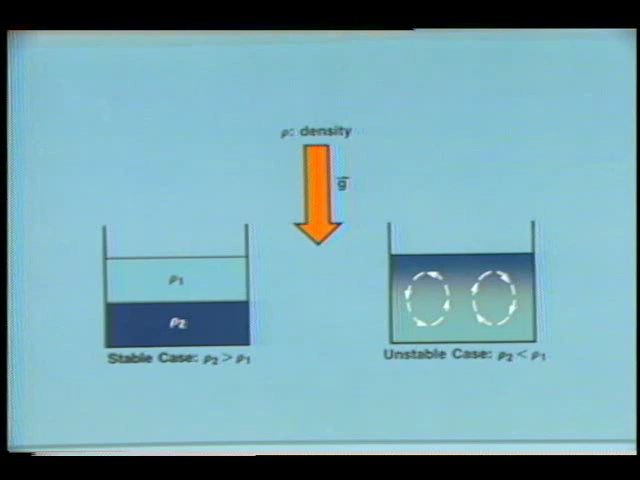 ρ: density
g
ρ1
ρ2
Stable Case: ρ2 > ρ1
Unstable Case: ρ2 < ρ1